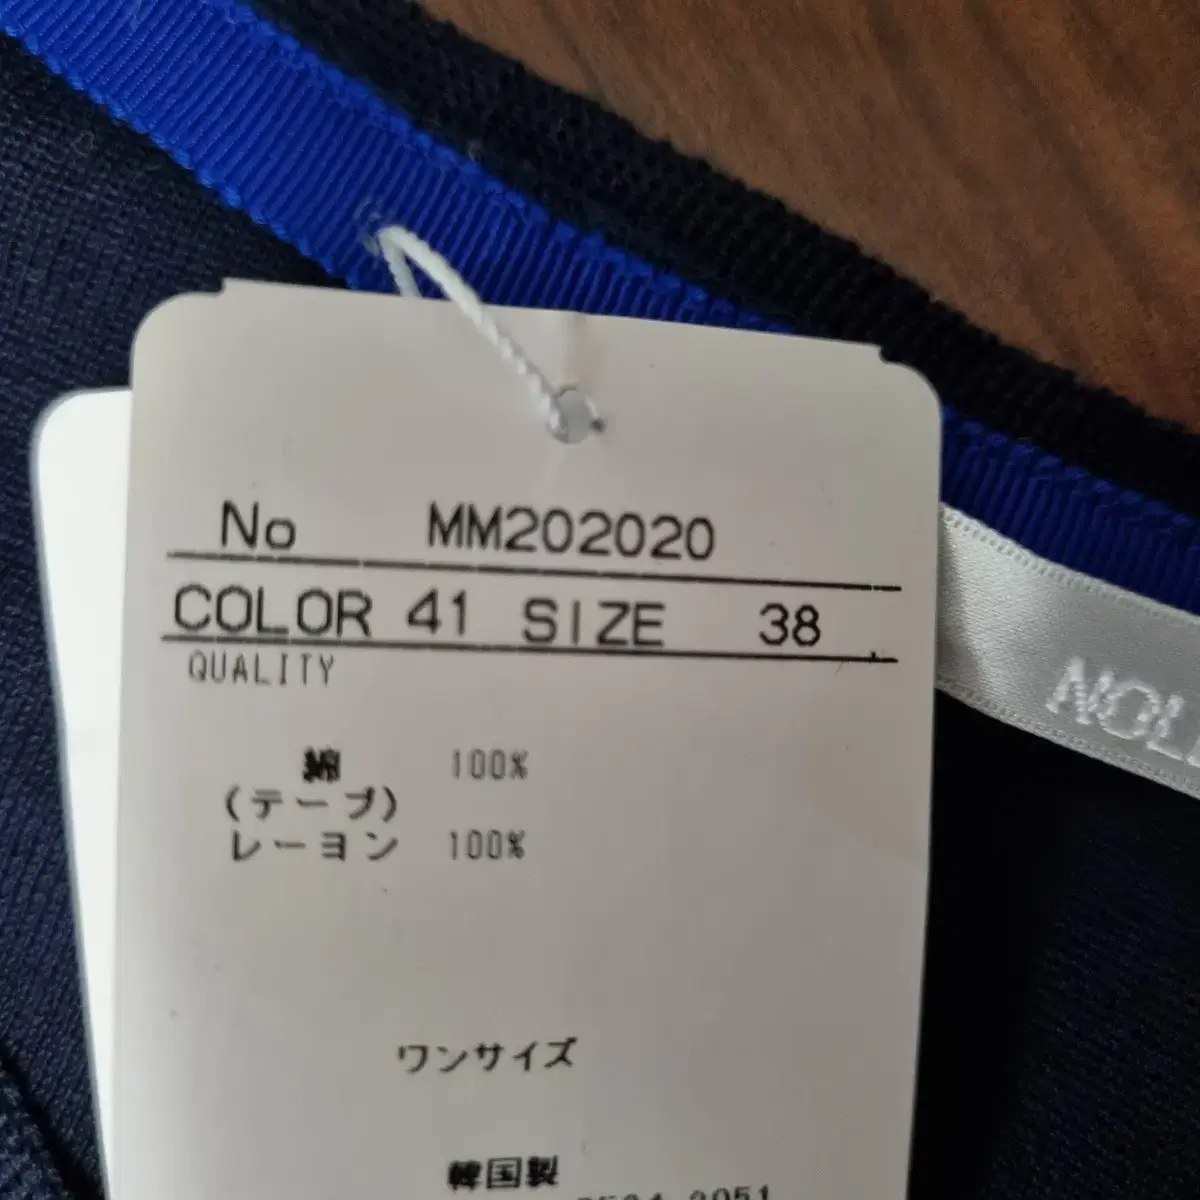 No MM202020
COLOR 41 SIZE 38
QUALITY
綿 100%
(テープ)
レーヨン 100%
ワンサイズ
韓国製
NOL